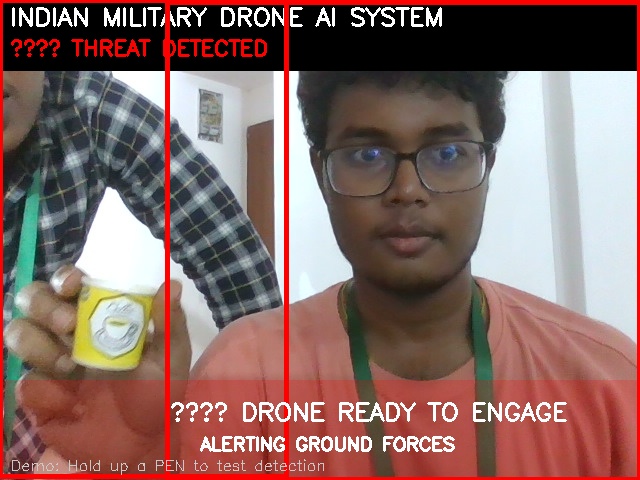 INDIAN MILITARY DRONE AI SYSTEM
???? THREAT DETECTED
???? DRONE READY TO ENGAGE
ALERTING GROUND FORCES
Demo: Hold up a PEN to test detection